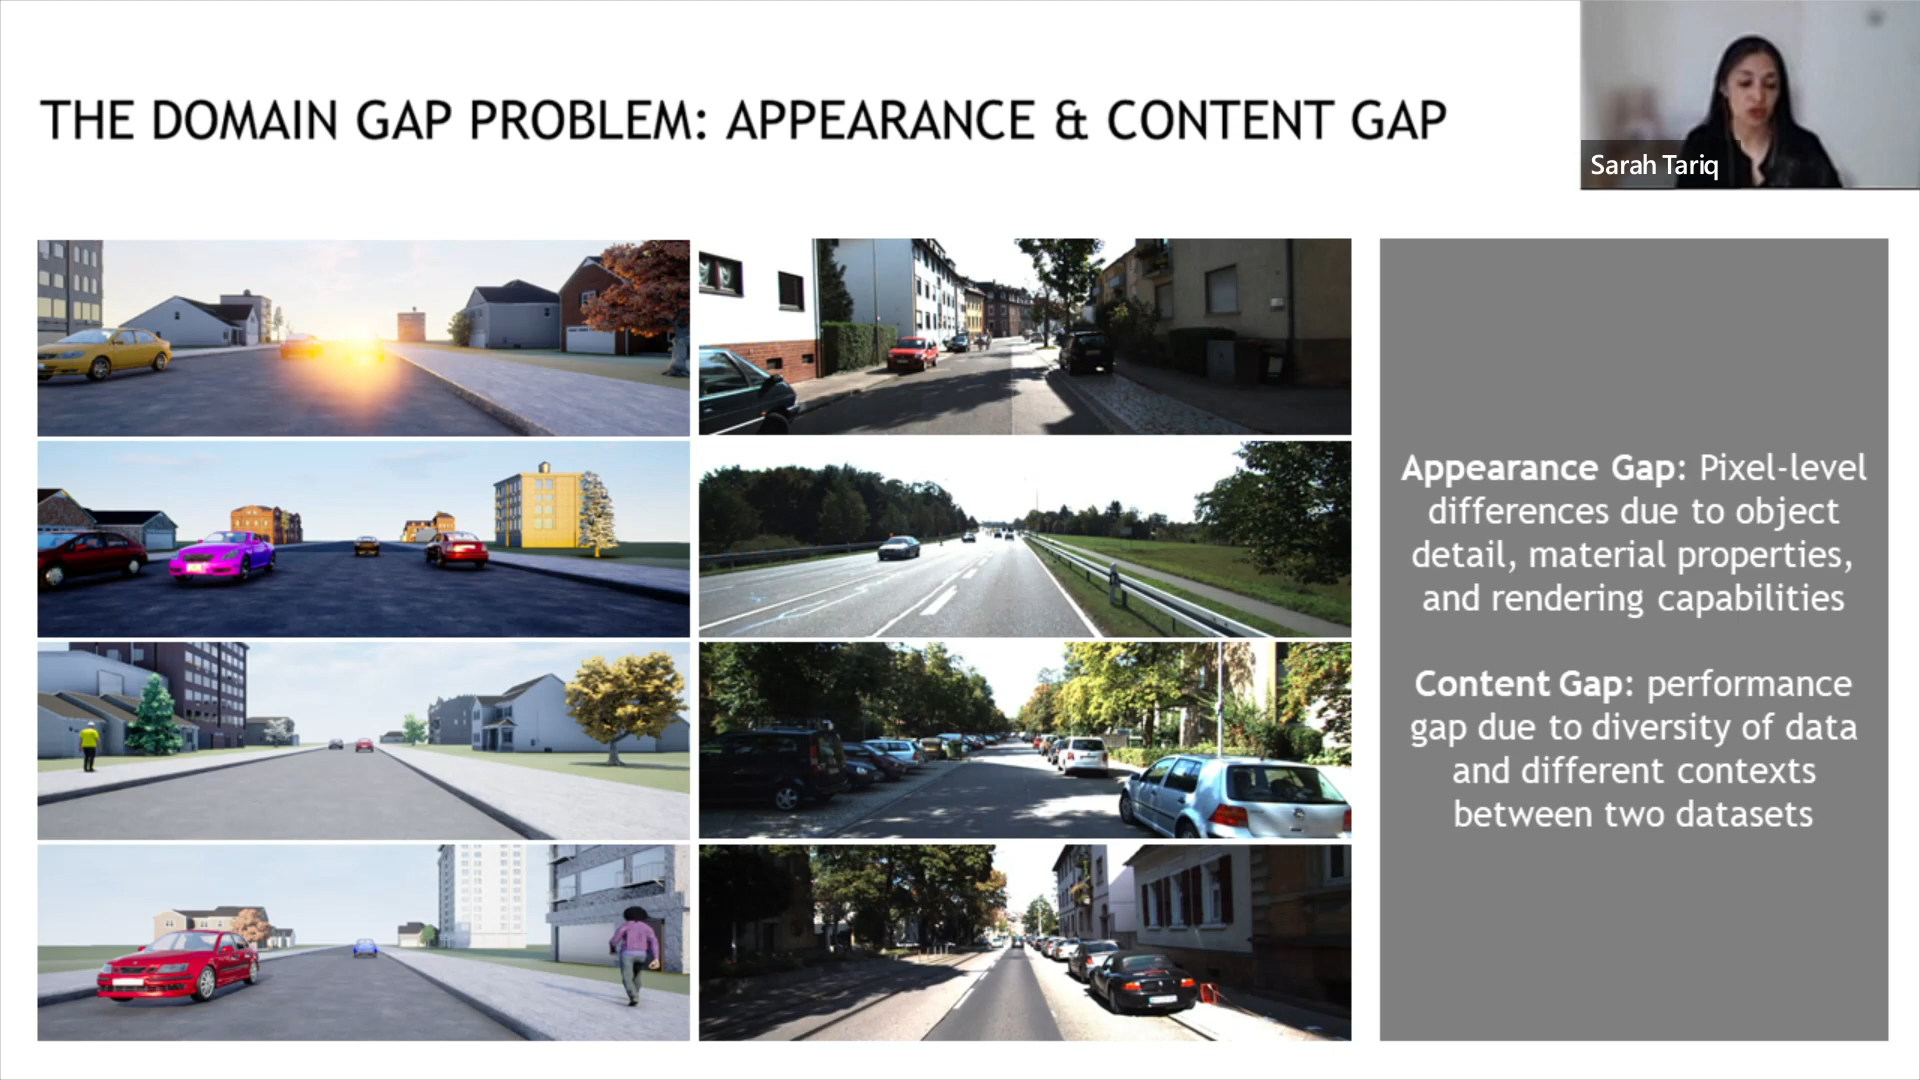 THE DOMAIN GAP PROBLEM: APPEARANCE & CONTENT GAP
Sarah Tariq
Appearance Gap: Pixel-level
differences due to object
detail, material properties,
and rendering capabilities
Content Gap: performance
gap due to diversity of data
and different contexts
between two datasets